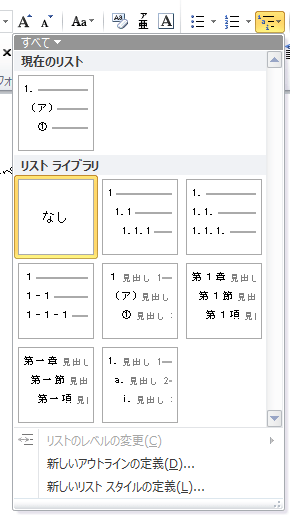 A A Aa ア亜
すべて
現在のリスト
1.
(ア)
①
リスト ライブラリ
なし
1
1.1
1.1.1
1.
1.1.
1.1.1.
1
1-1
1-1-1
1 見出し 1
(ア) 見出し
① 見出し
第1章 見出し
第1節 見出
第1項 見
第一章 見出し
第一節 見出
第一項 見
1. 見出し 1
a. 見出し 2
i. 見出し
リストのレベルの変更(C)
新しいアウトラインの定義(D)...
新しいリスト スタイルの定義(L)...